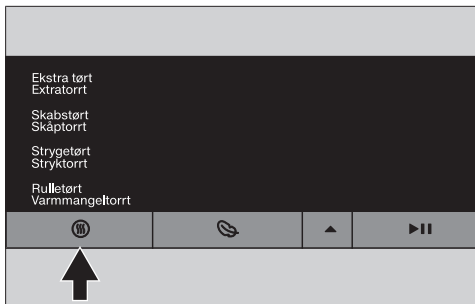 Ekstra tørt
Extratorrt
Skabstørt
Skåptorrt
Strygetørt
Stryktorrt
Rulletørt
Varmmangeltorrt